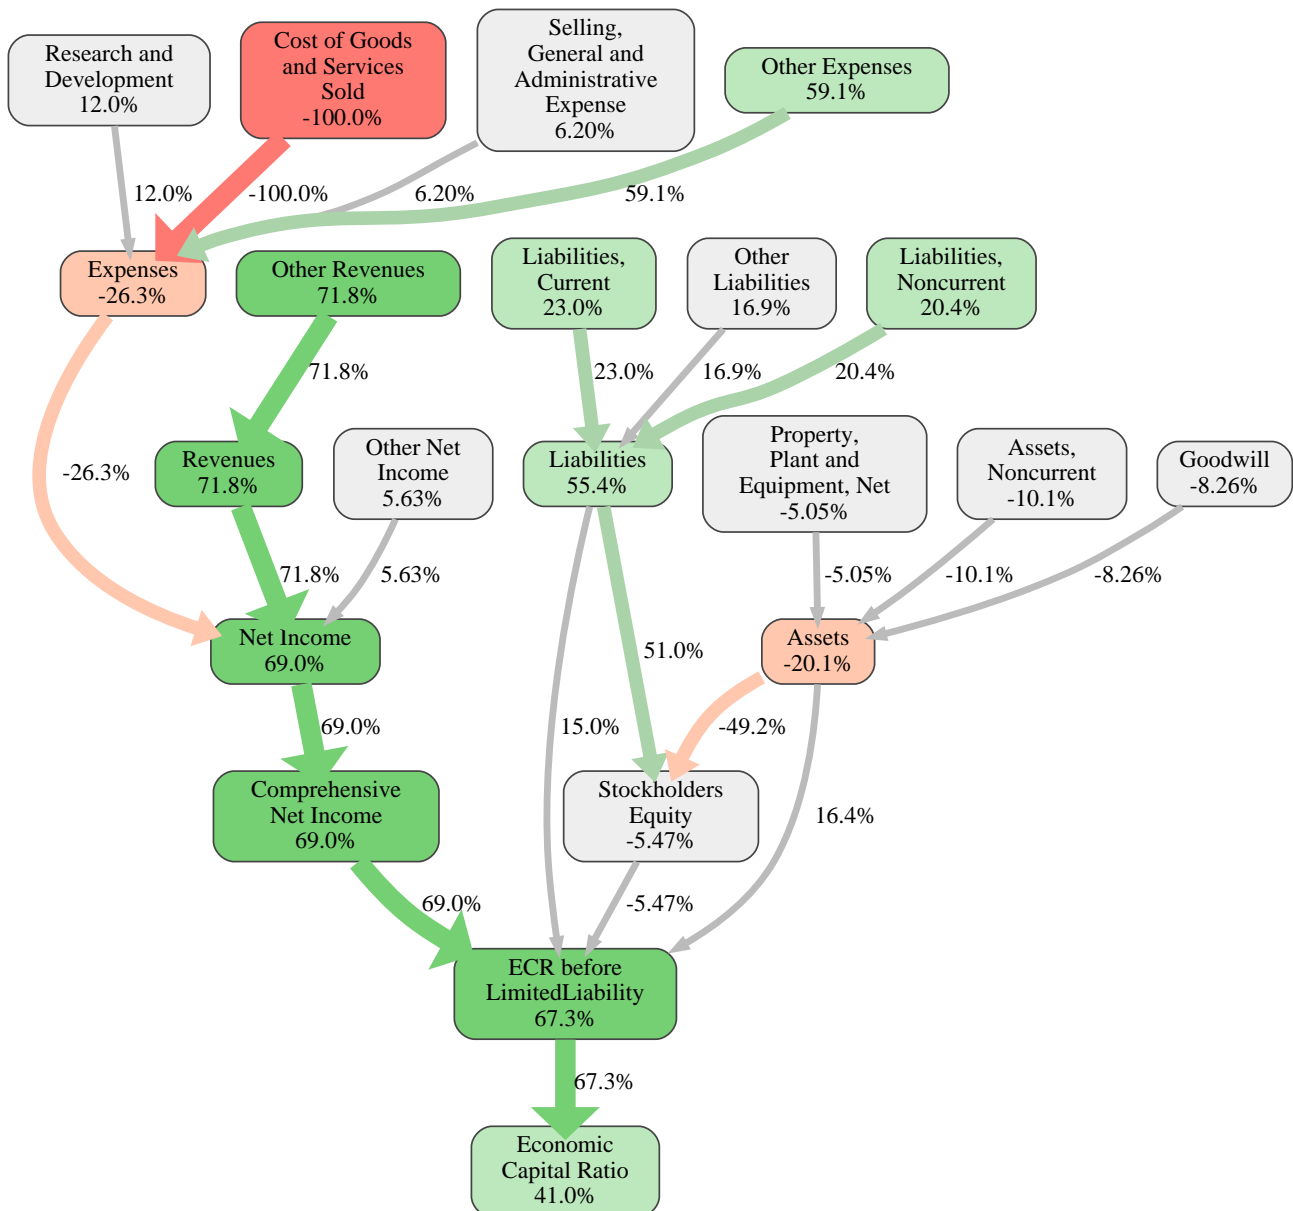 Research and
Development
12.0%
Cost of Goods
and Services
Sold
-100.0%
Selling,
General and
Administrative
Expense
6.20%
Other Expenses
59.1%
12.0%
-100.0%
6.20%
59.1%
Expenses
-26.3%
Other Revenues
71.8%
Liabilities,
Current
23.0%
Other
Liabilities
16.9%
Liabilities,
Noncurrent
20.4%
71.8%
23.0%
16.9%
20.4%
-26.3%
Revenues
71.8%
Other Net
Income
5.63%
Liabilities
55.4%
Property,
Plant and
Equipment, Net
-5.05%
Assets,
Noncurrent
-10.1%
Goodwill
-8.26%
71.8%
5.63%
-5.05%
-10.1%
-8.26%
Net Income
69.0%
51.0%
Assets
-20.1%
69.0%
15.0%
-49.2%
Comprehensive
Net Income
69.0%
Stockholders
Equity
-5.47%
16.4%
69.0%
-5.47%
ECR before
LimitedLiability
67.3%
67.3%
Economic
Capital Ratio
41.0%